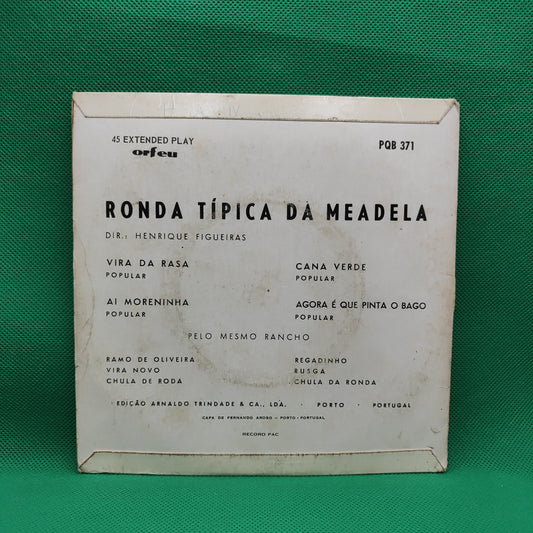 45 EXTENDED PLAY
orfeu
PQB 371
RONDA TÍPICA DA MEADELA
DIR.: HENRIQUE FIGUEIRAS
VIRA DA RASA
POPULAR
CANA VERDE
POPULAR
AI MORENINHA
POPULAR
AGORA É QUE PINTA O BAGO
POPULAR
PELO MESMO RANCHO
RAMO DE OLIVEIRA
VIRA NOVO
CHULA DE RODA
REGADINHO
RUSGA
CHULA DA RONDA
· EDIÇÃO ARNALDO TRINDADE & CA., LDA. · PORTO · PORTUGAL
CAPA DE FERNANDO AROSO – PORTO - PORTUGAL
RECORD PAC